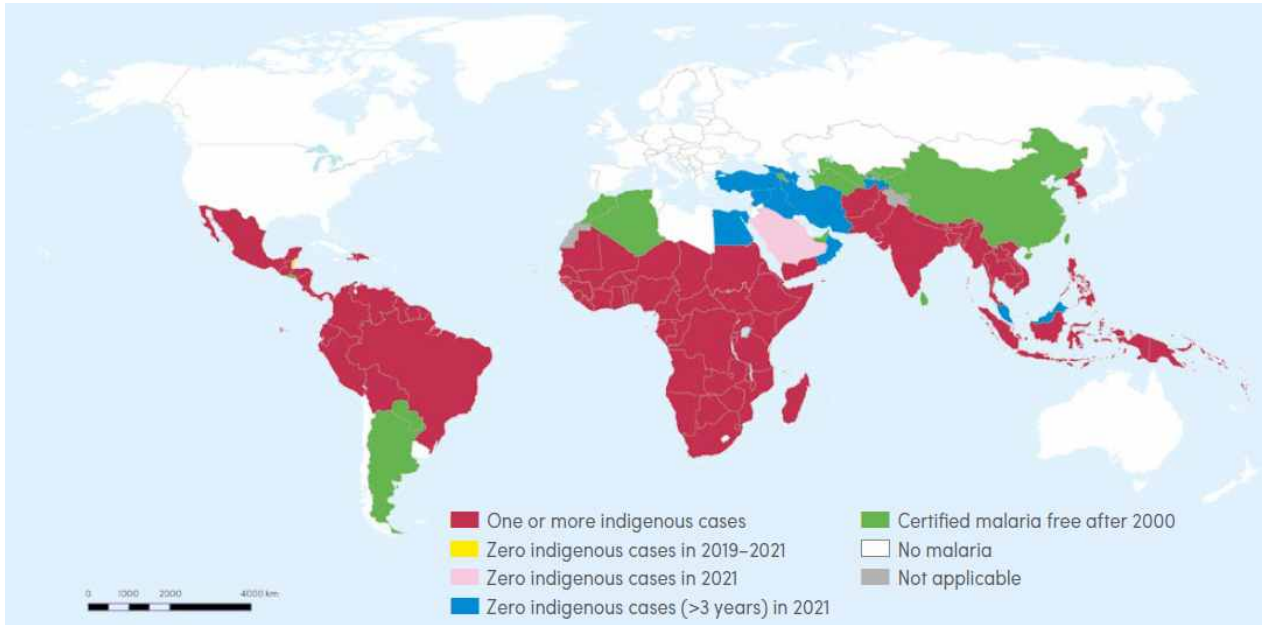 One or more indigenous cases
Zero indigenous cases in 2019–2021
Zero indigenous cases in 2021
Zero indigenous cases (>3 years) in 2021
Certified malaria free after 2000
No malaria
Not applicable
0 1000 2000 4000 km